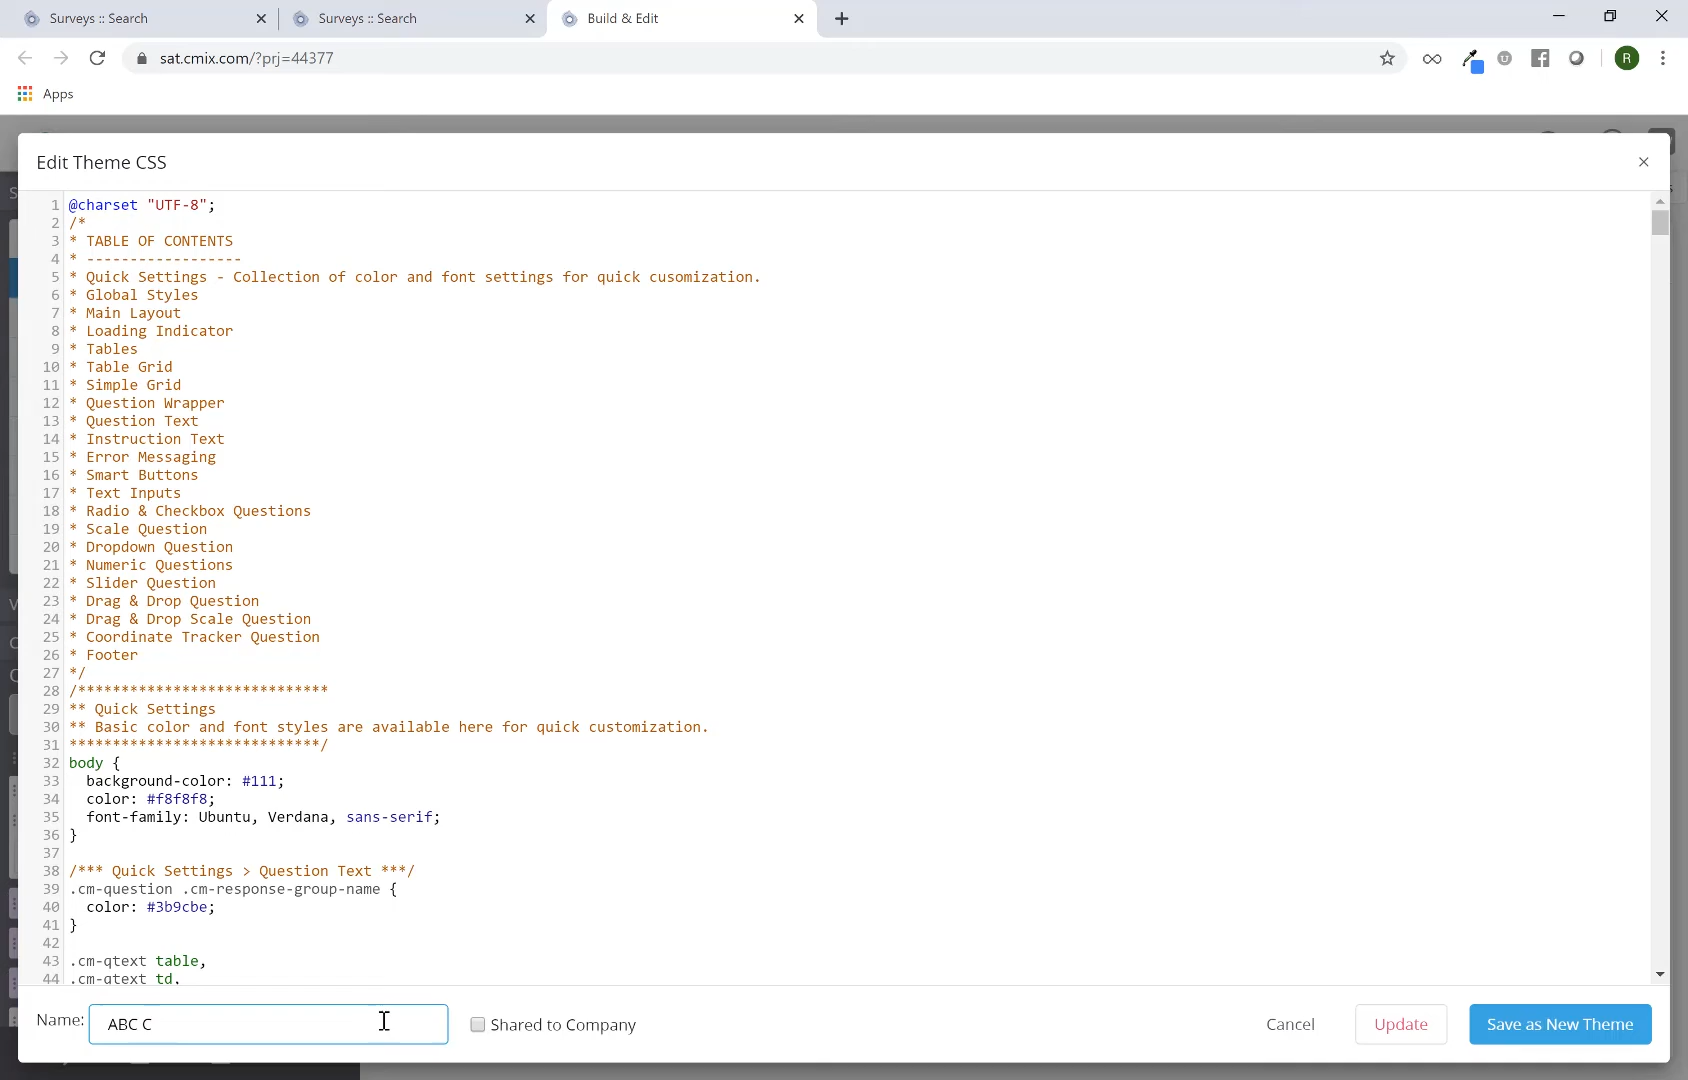 Surveys :: Search
Surveys :: Search
Build & Edit
sat.cmix.com/?prj=44377
R
Apps
Edit Theme CSS
1 @charset "UTF-8";
2 /*
3 * TABLE OF CONTENTS
4 * ------------------
5 * Quick Settings - Collection of color and font settings for quick cusomization.
6 * Global Styles
7 * Main Layout
8 * Loading Indicator
9 * Tables
10 * Table Grid
11 * Simple Grid
12 * Question Wrapper
13 * Question Text
14 * Instruction Text
15 * Error Messaging
16 * Smart Buttons
17 * Text Inputs
18 * Radio & Checkbox Questions
19 * Scale Question
20 * Dropdown Question
21 * Numeric Questions
22 * Slider Question
23 * Drag & Drop Question
24 * Drag & Drop Scale Question
25 * Coordinate Tracker Question
26 * Footer
27 */
28 /*****************************
29 ** Quick Settings
30 ** Basic color and font styles are available here for quick customization.
31 *****************************/
32 body {
33 background-color: #111;
34 color: #f8f8f8;
35 font-family: Ubuntu, Verdana, sans-serif;
36 }
37
38 /*** Quick Settings > Question Text ***/
39 .cm-question .cm-response-group-name {
40 color: #3b9cbe;
41 }
42
43 .cm-qtext table,
44 .cm-qtext td,
Name: ABC C
Shared to Company
Cancel
Update
Save as New Theme